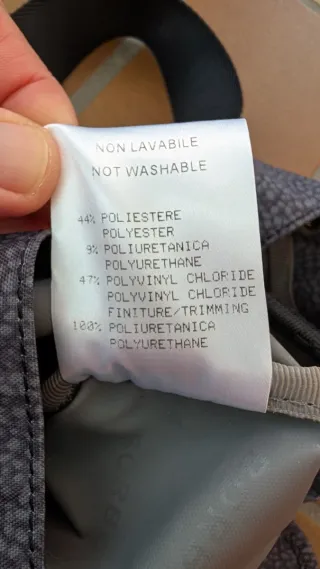 NON LAVABILE
NOT WASHABLE
44% POLIESTERE
POLYESTER
9% POLIURETANICA
POLYURETHANE
47% POLYVINYL CHLORIDE
POLYVINYL CHLORIDE
FINITURE/TRIMMING
100% POLIURETANICA
POLYURETHANE